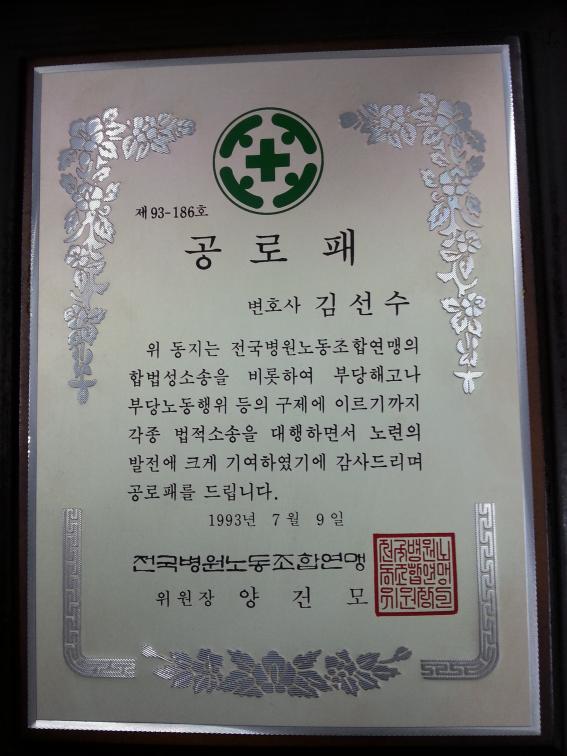 제 93-186호
공로패
변호사 김선수
위 동지는 전국병원노동조합연맹의
합법성소송을 비롯하여 부당해고나
부당노동행위 등의 구제에 이르기까지
각종 법적소송을 대행하면서 노련의
발전에 크게 기여하였기에 감사드리며
공로패를 드립니다.
1993년 7월 9일
전국병원노동조합연맹
위원장 양건모